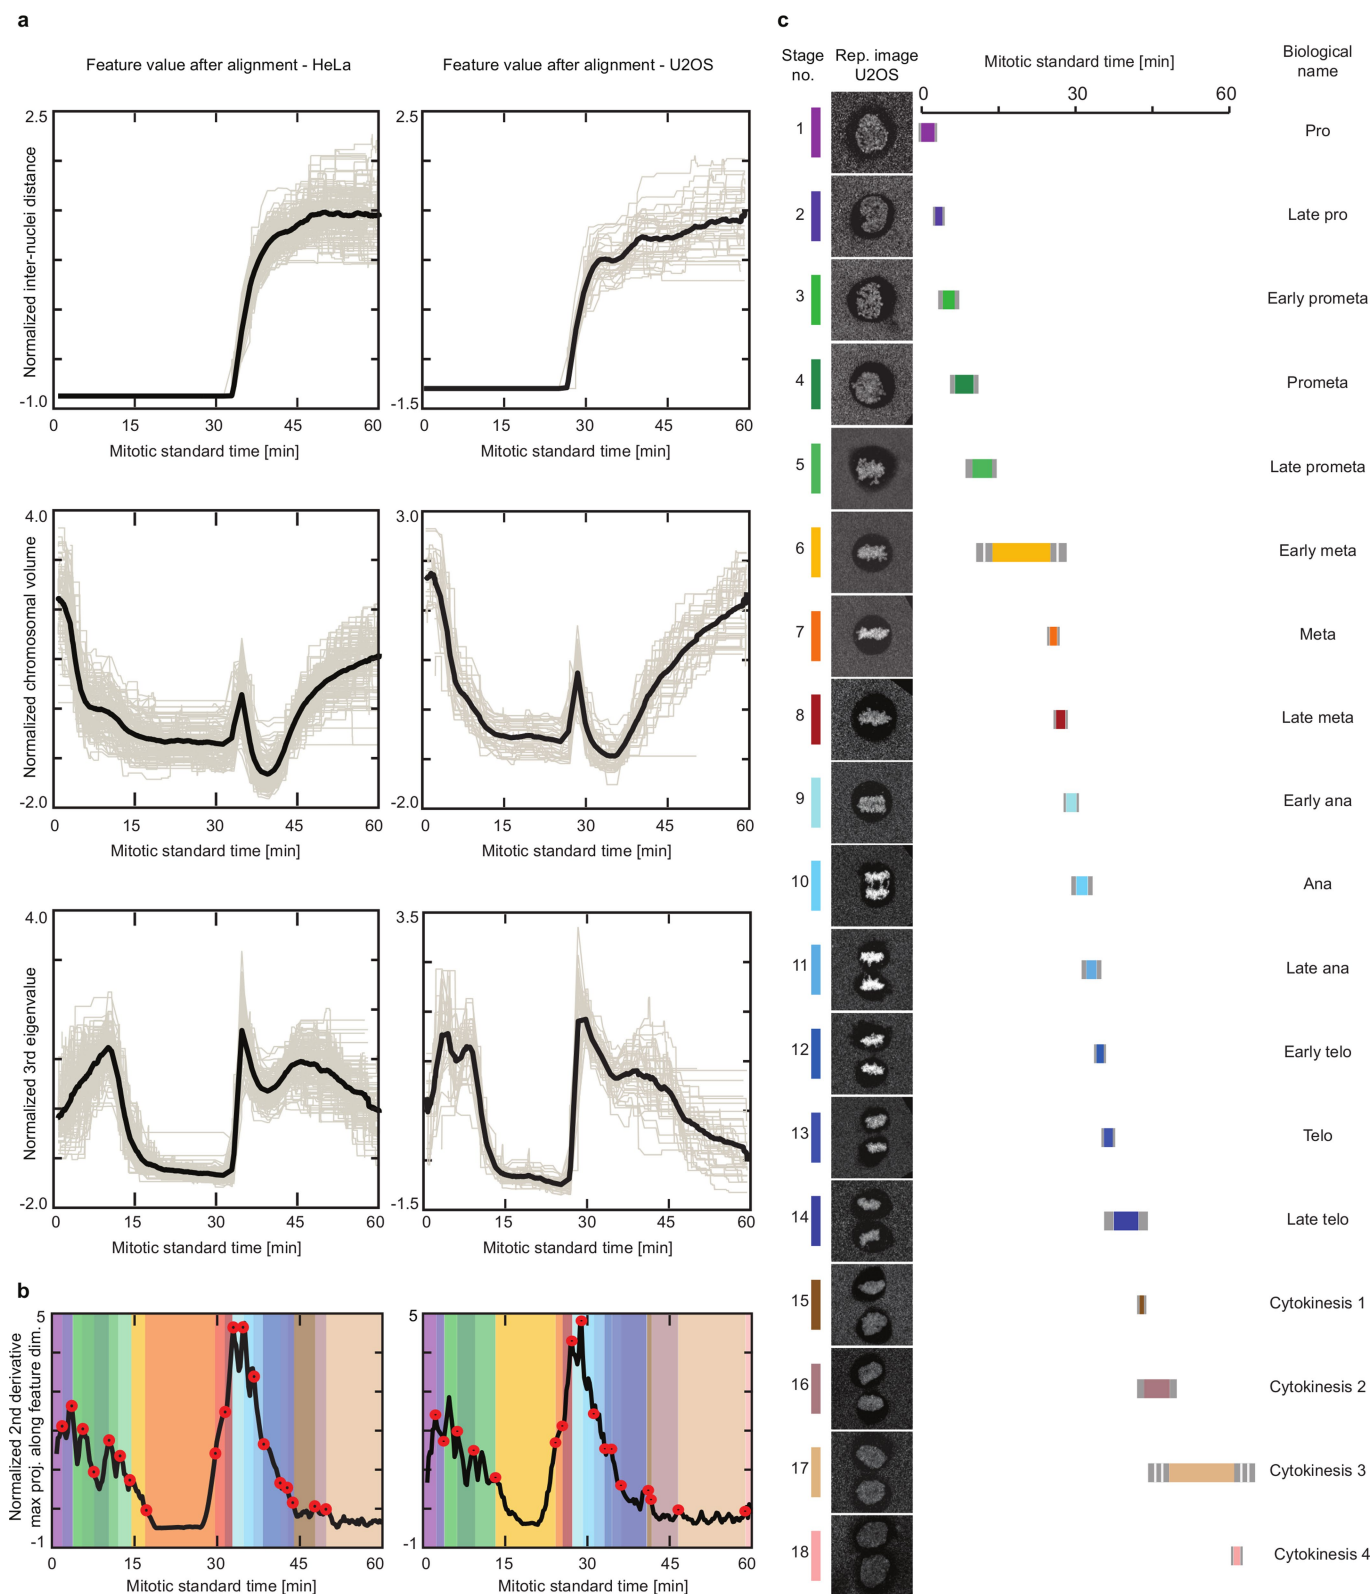 a
Feature value after alignment - HeLa
Feature value after alignment - U2OS
Normalized inter-nuclei distance
2.5
-1.0
0 15 30 45 60
Mitotic standard time [min]
2.5
-1.5
0 15 30 45 60
Mitotic standard time [min]
Normalized chromosomal volume
4.0
-2.0
0 15 30 45 60
Mitotic standard time [min]
3.0
-2.0
0 15 30 45 60
Mitotic standard time [min]
Normalized 3rd eigenvalue
4.0
-2.0
0 15 30 45 60
Mitotic standard time [min]
3.5
-1.5
0 15 30 45 60
Mitotic standard time [min]
b
Normalized 2nd derivative
max proj. along feature dim.
5
-1
0 15 30 45 60
Mitotic standard time [min]
5
-1
0 15 30 45 60
Mitotic standard time [min]
c
Stage
no.
Rep. image
U2OS
Mitotic standard time [min]
Biological
name
0 30 60
1 Pro
2 Late pro
3 Early prometa
4 Prometa
5 Late prometa
6 Early meta
7 Meta
8 Late meta
9 Early ana
10 Ana
11 Late ana
12 Early telo
13 Telo
14 Late telo
15 Cytokinesis 1
16 Cytokinesis 2
17 Cytokinesis 3
18 Cytokinesis 4